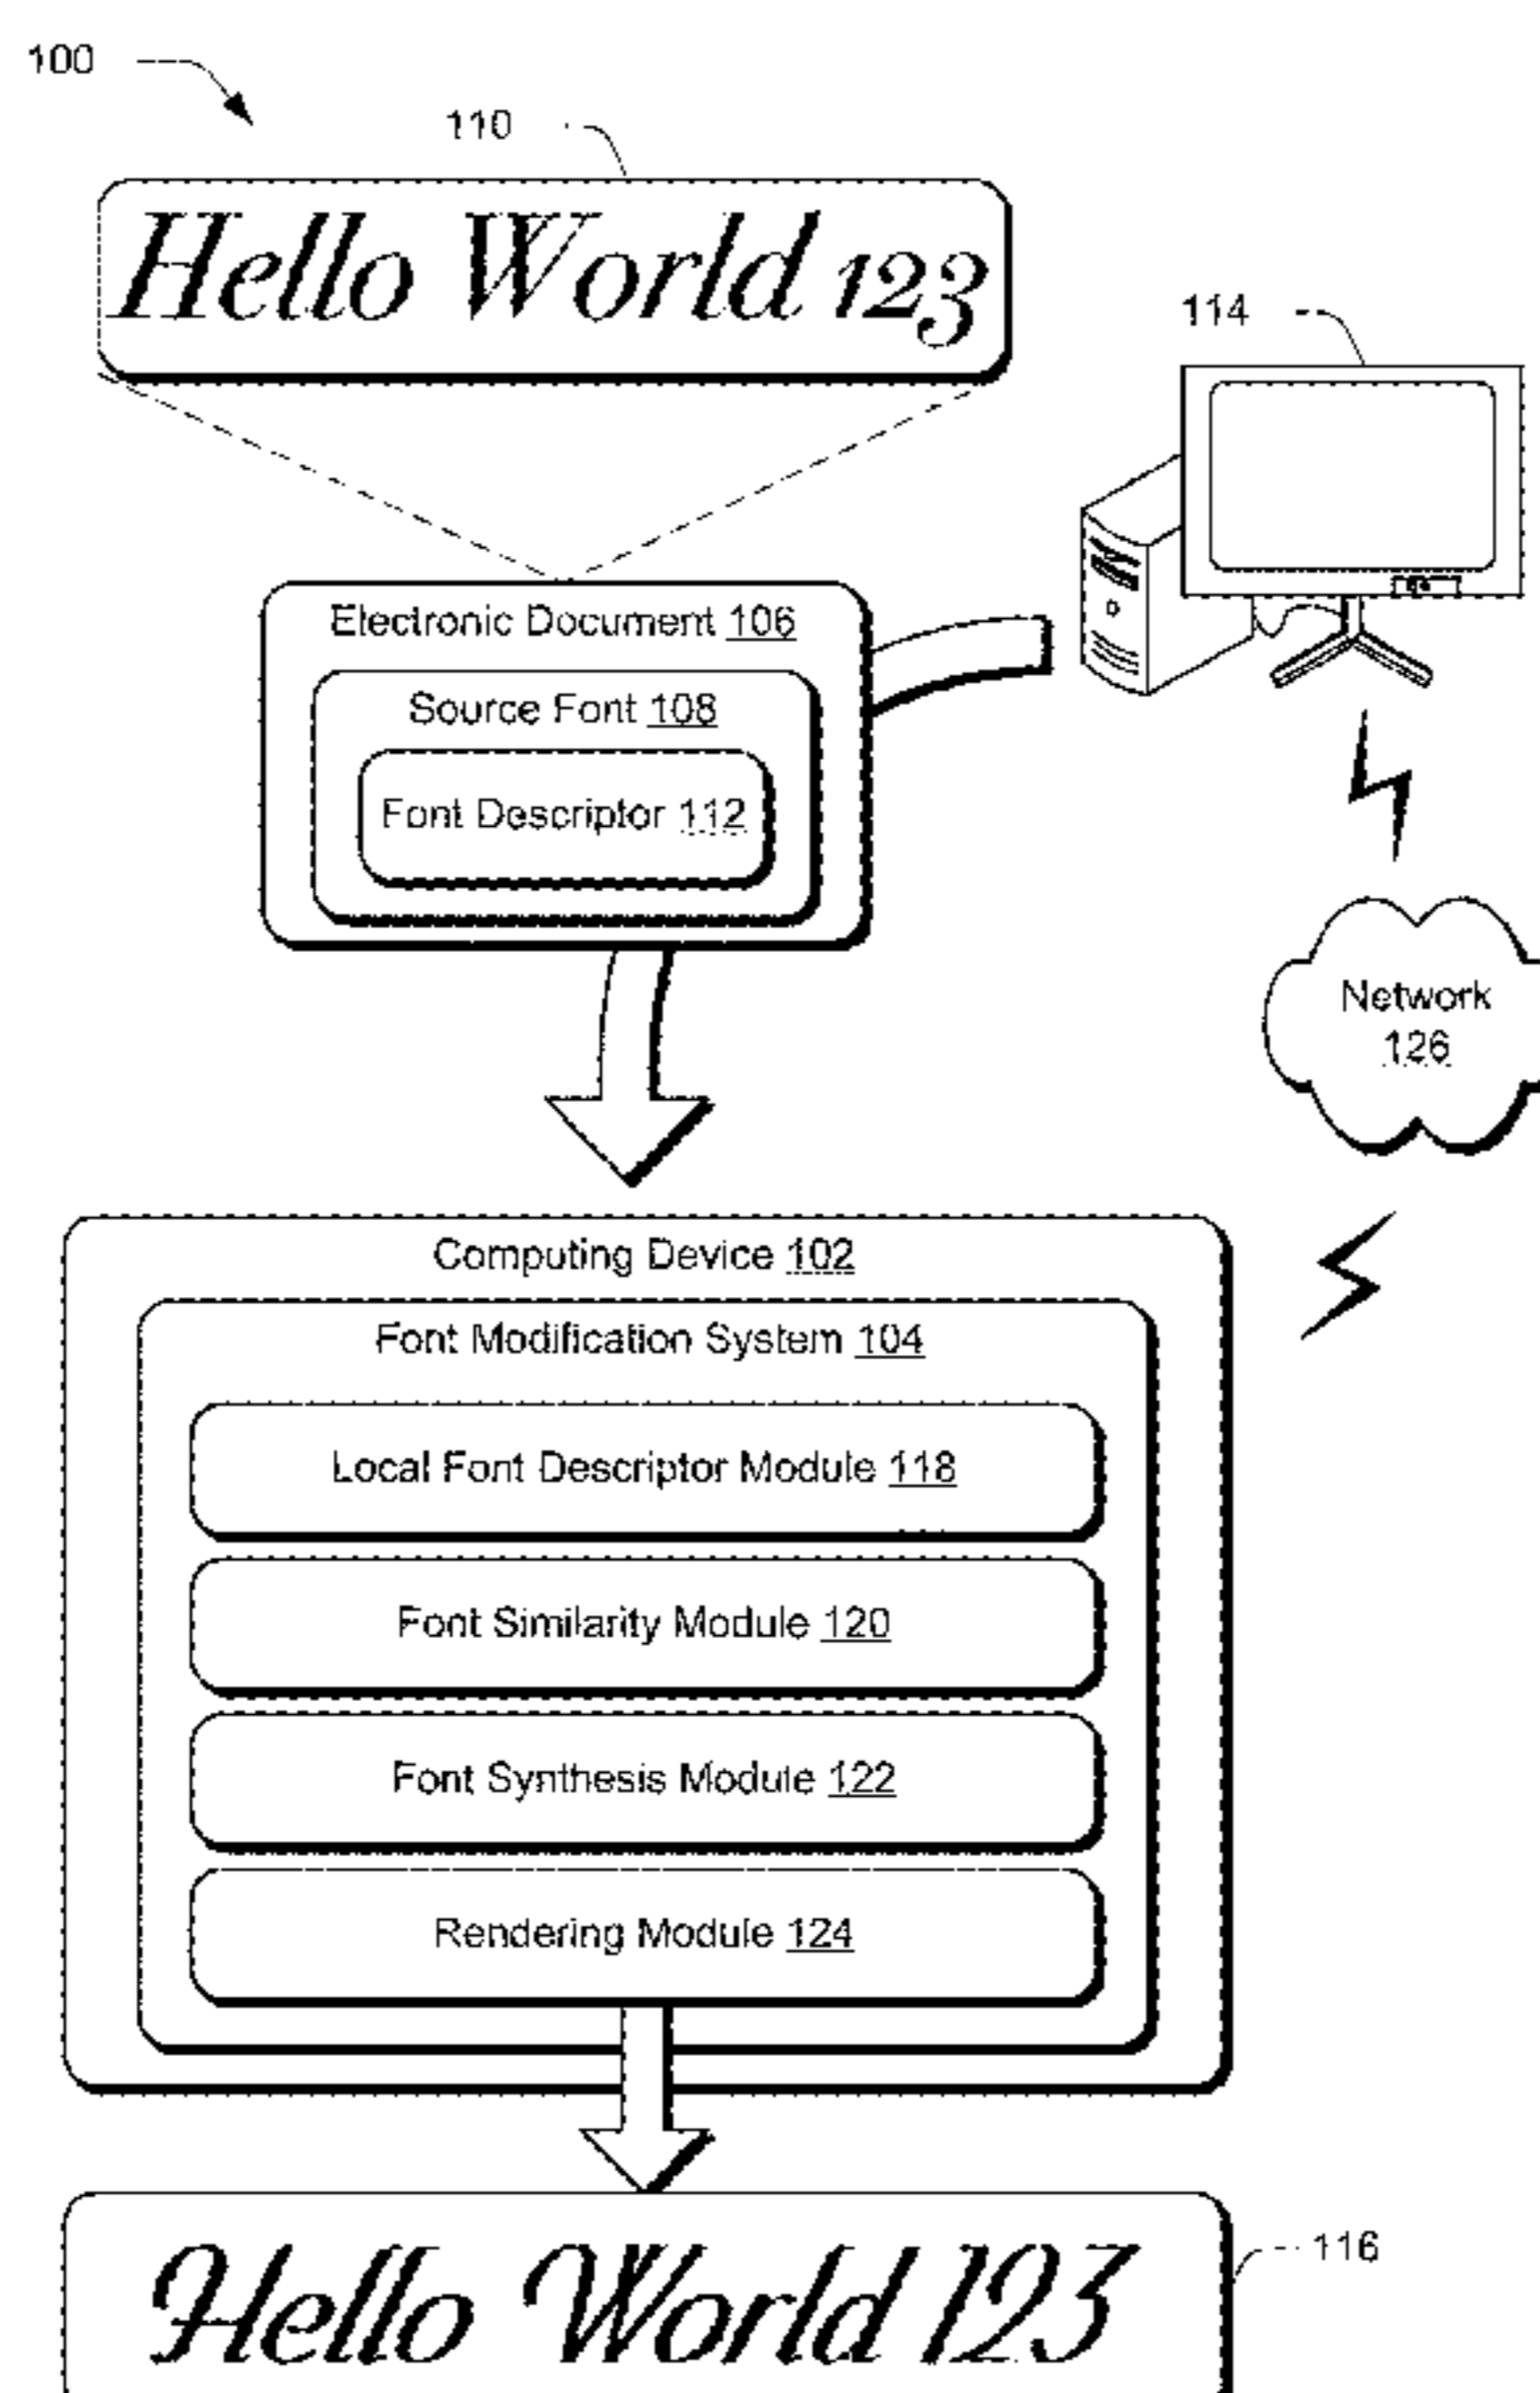 100
110
Hello World 123
114
Electronic Document 106
Source Font 108
Font Descriptor 112
Network
126
Computing Device 102
Font Modification System 104
Local Font Descriptor Module 118
Font Similarity Module 120
Font Synthesis Module 122
Rendering Module 124
116
Hello World 123